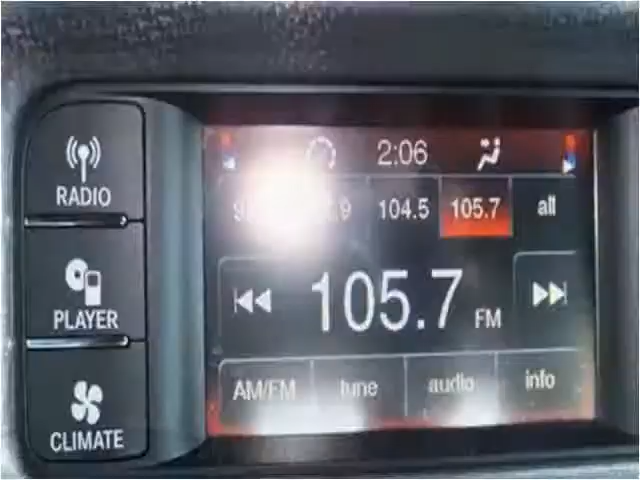 RADIO
PLAYER
CLIMATE
2:06
104.5 105.7 all
105.7 FM
AM/FM tune audio info